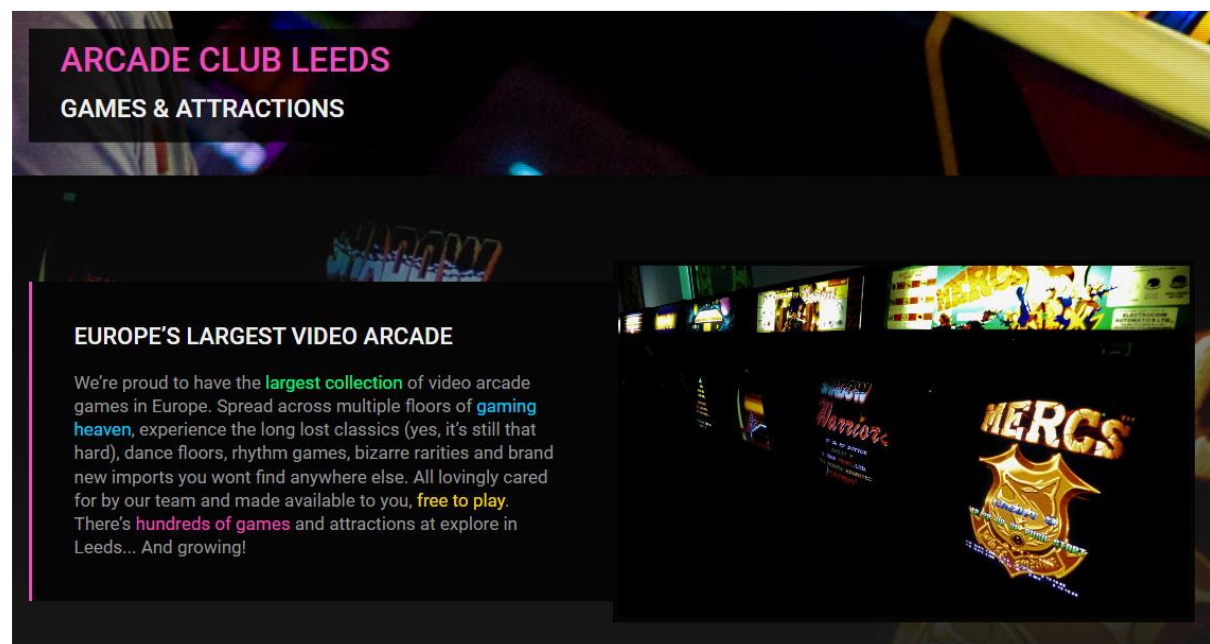 ARCADE CLUB LEEDS
GAMES & ATTRACTIONS
SHADOW
EUROPE’S LARGEST VIDEO ARCADE
We’re proud to have the largest collection of video arcade
games in Europe. Spread across multiple floors of gaming
heaven, experience the long lost classics (yes, it’s still that
hard), dance floors, rhythm games, bizarre rarities and brand
new imports you wont find anywhere else. All lovingly cared
for by our team and made available to you, free to play.
There’s hundreds of games and attractions at explore in
Leeds... And growing!
MERCS
ELECTROCOIN
AUTOMATICS LTD.
SHADOW
Warriors
MERCS